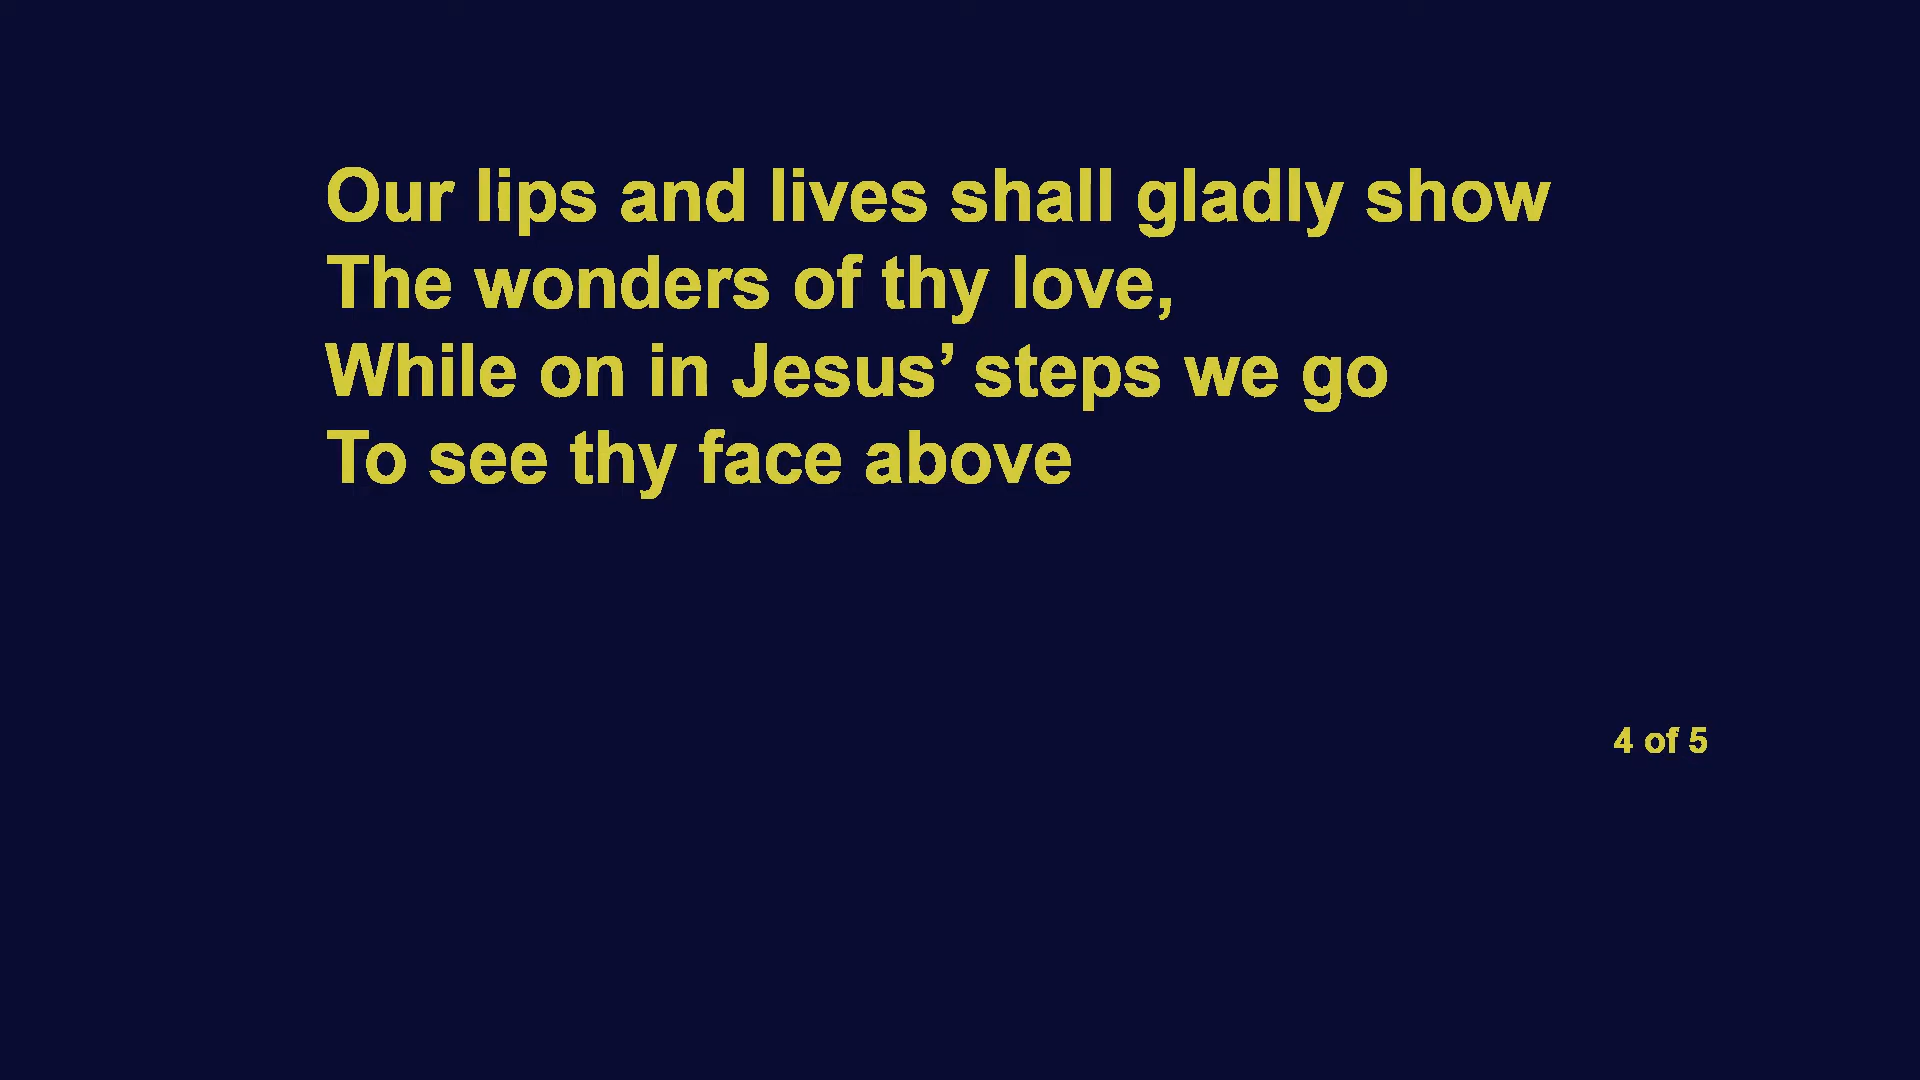 Our lips and lives shall gladly show
The wonders of thy love,
While on in Jesus’ steps we go
To see thy face above
4 of 5